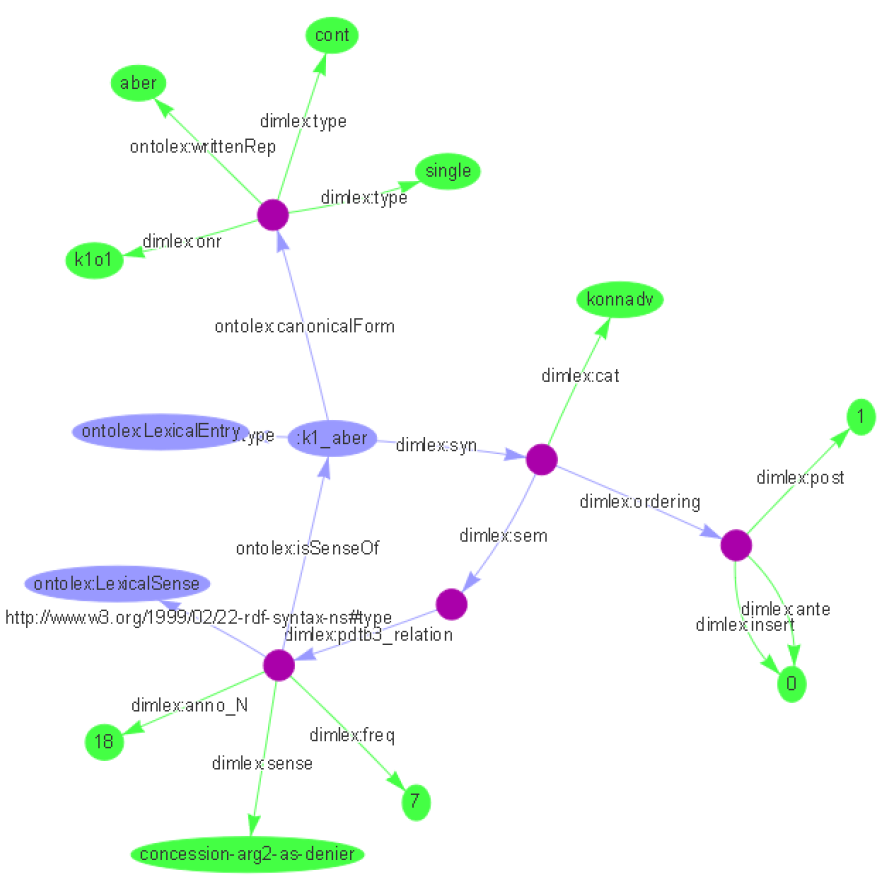 cont
aber
dimlex:type
ontolex:writtenRep
single
dimlex:type
dimlex:onr
k1o1
konnadv
ontolex:canonicalForm
dimlex:cat
1
ontolex:LexicalEntry
type
:k1_aber
dimlex:syn
dimlex:post
dimlex:ordering
dimlex:sem
ontolex:isSenseOf
ontolex:LexicalSense
dimlex:ante
dimlex:insert
http://www.w3.org/1999/02/22-rdf-syntax-ns#type
dimlex:pdtb3_relation
0
dimlex:anno_N
18
dimlex:freq
dimlex:sense
7
concession-arg2-as-denier